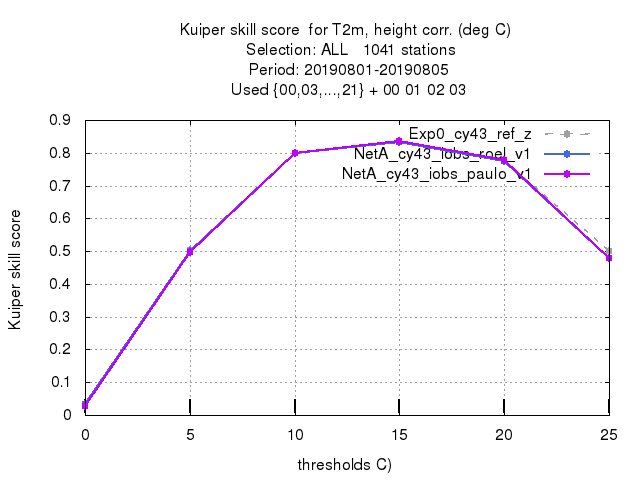 Kuiper skill score  for T2m, height corr. (deg C)
Selection: ALL   1041 stations
Period: 20190801-20190805
Used {00,03,...,21} + 00 01 02 03
Exp0_cy43_ref_z
NetA_cy43_iobs_roel_v1
NetA_cy43_iobs_paulo_v1
0.9
0.8
0.7
0.6
0.5
0.4
0.3
0.2
0.1
0
Kuiper skill score
0 5 10 15 20 25
thresholds C)